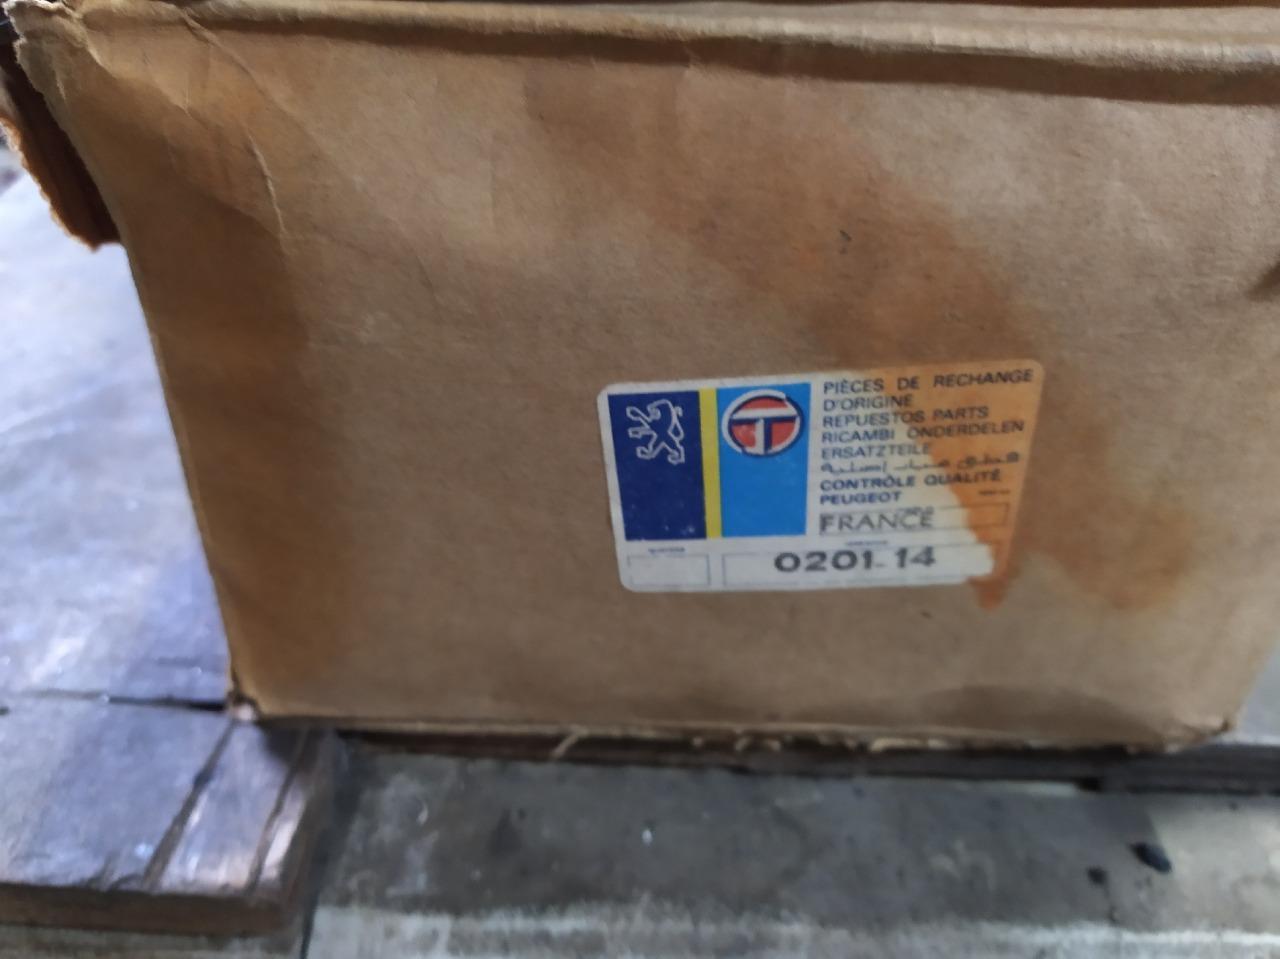 PIÈCES DE RECHANGE
D'ORIGINE
REPUESTOS PARTS
RICAMBI ONDERDELEN
ERSATZTEILE
CONTRÔLE QUALITÉ
PEUGEOT
FRANCE
0201-14